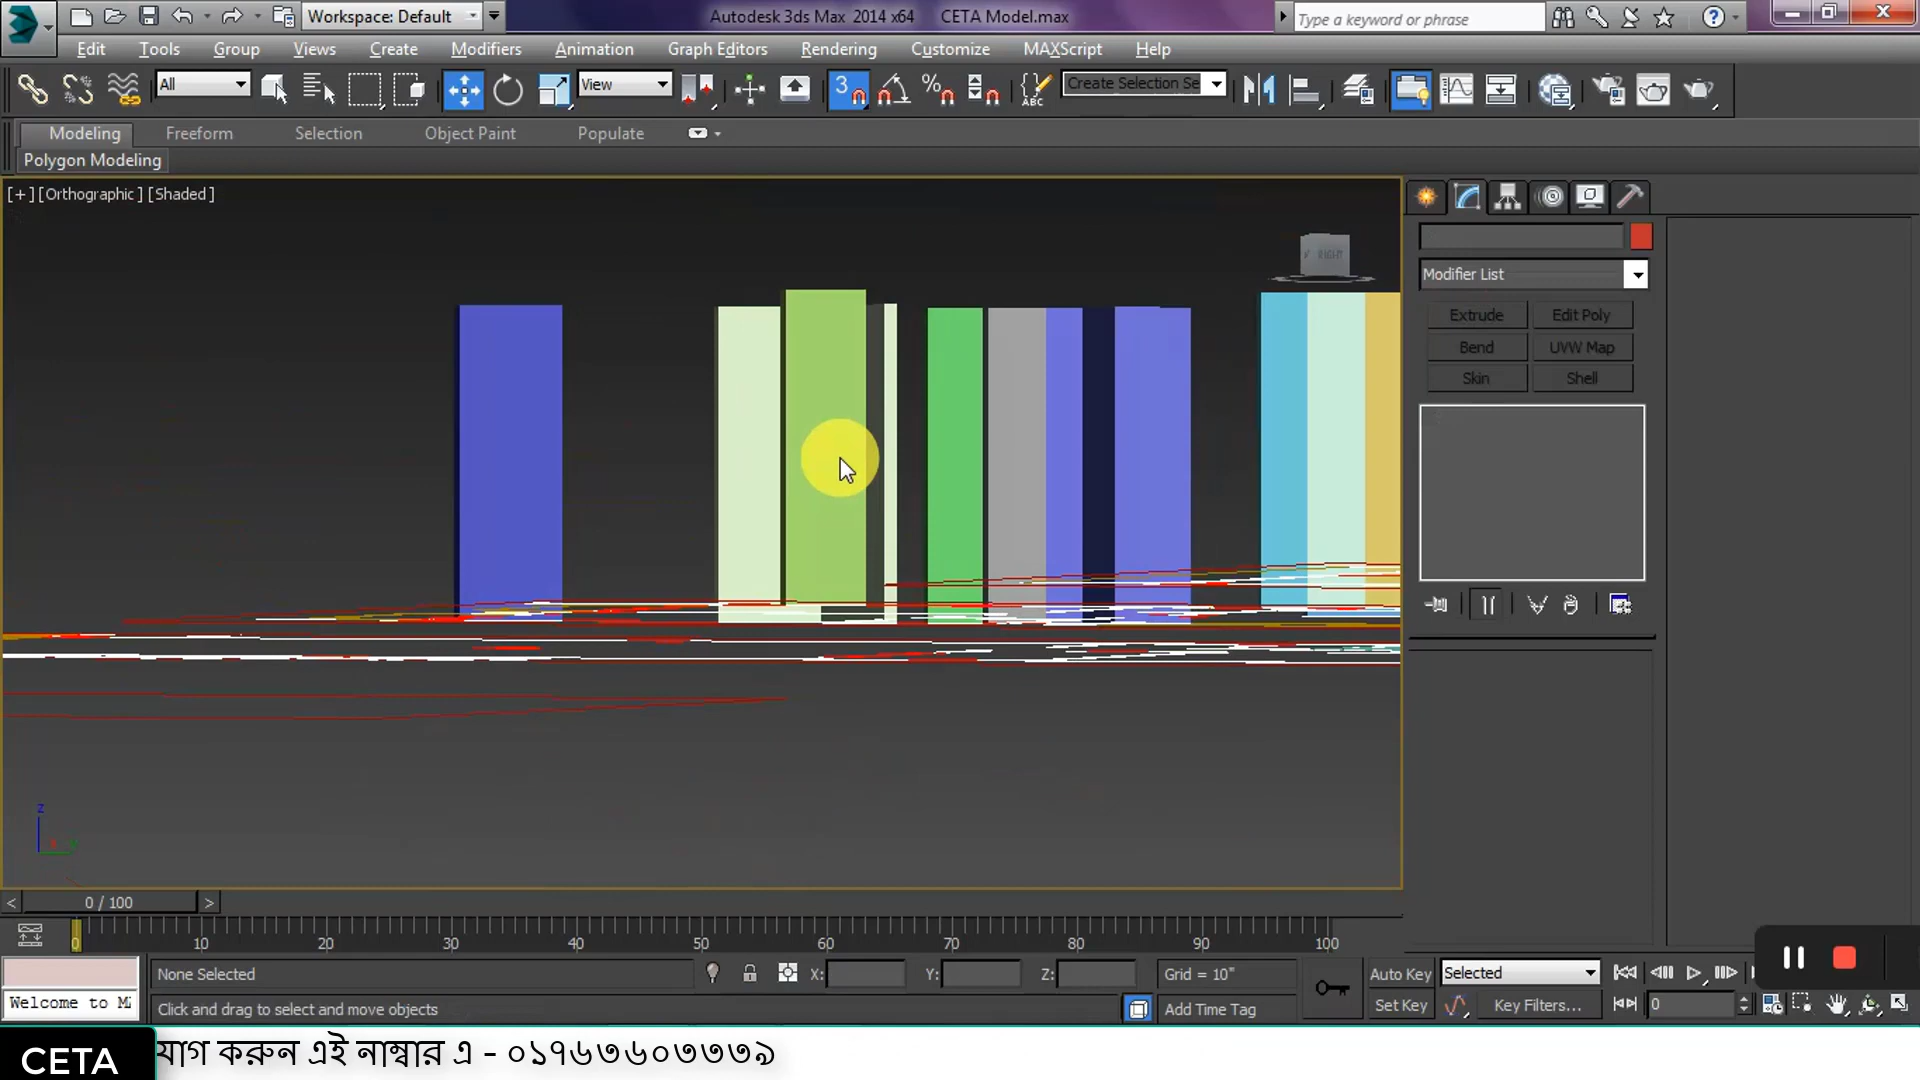 Workspace: Default
Autodesk 3ds Max 2014 x64 CETA Model.max
Type a keyword or phrase
Edit Tools Group Views Create Modifiers Animation Graph Editors Rendering Customize MAXScript Help
All
View
3
ABC
Create Selection Se
Modeling Freeform Selection Object Paint Populate
Polygon Modeling
[+] [Orthographic] [Shaded]
RIGHT
Modifier List
Extrude Edit Poly
Bend UVW Map
Skin Shell
z
0 / 100
0 10 20 30 40 50 60 70 80 90 100
None Selected X: Y: Z: Grid = 10" Auto Key Selected
Welcome to M
Click and drag to select and move objects Add Time Tag Set Key Key Filters... 0
CETA
যাগ করুন এই নাম্বার এ - ০১৭৬৩৬০৩৩৩৯